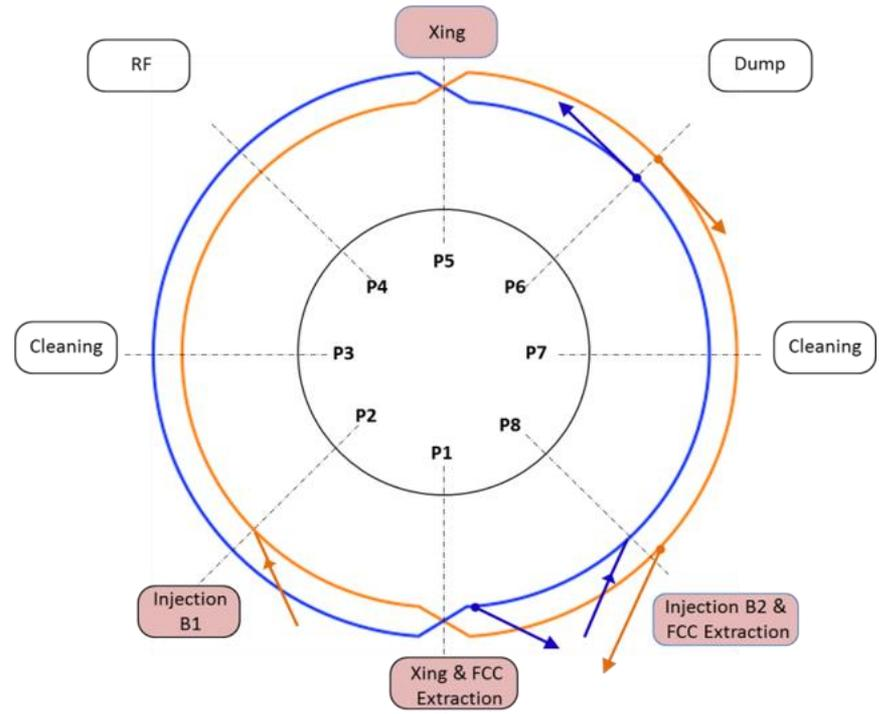 Xing
RF
Dump
P5
P4
P6
Cleaning
P3
P7
Cleaning
P2
P8
P1
Injection
B1
Injection B2 &
FCC Extraction
Xing & FCC
Extraction